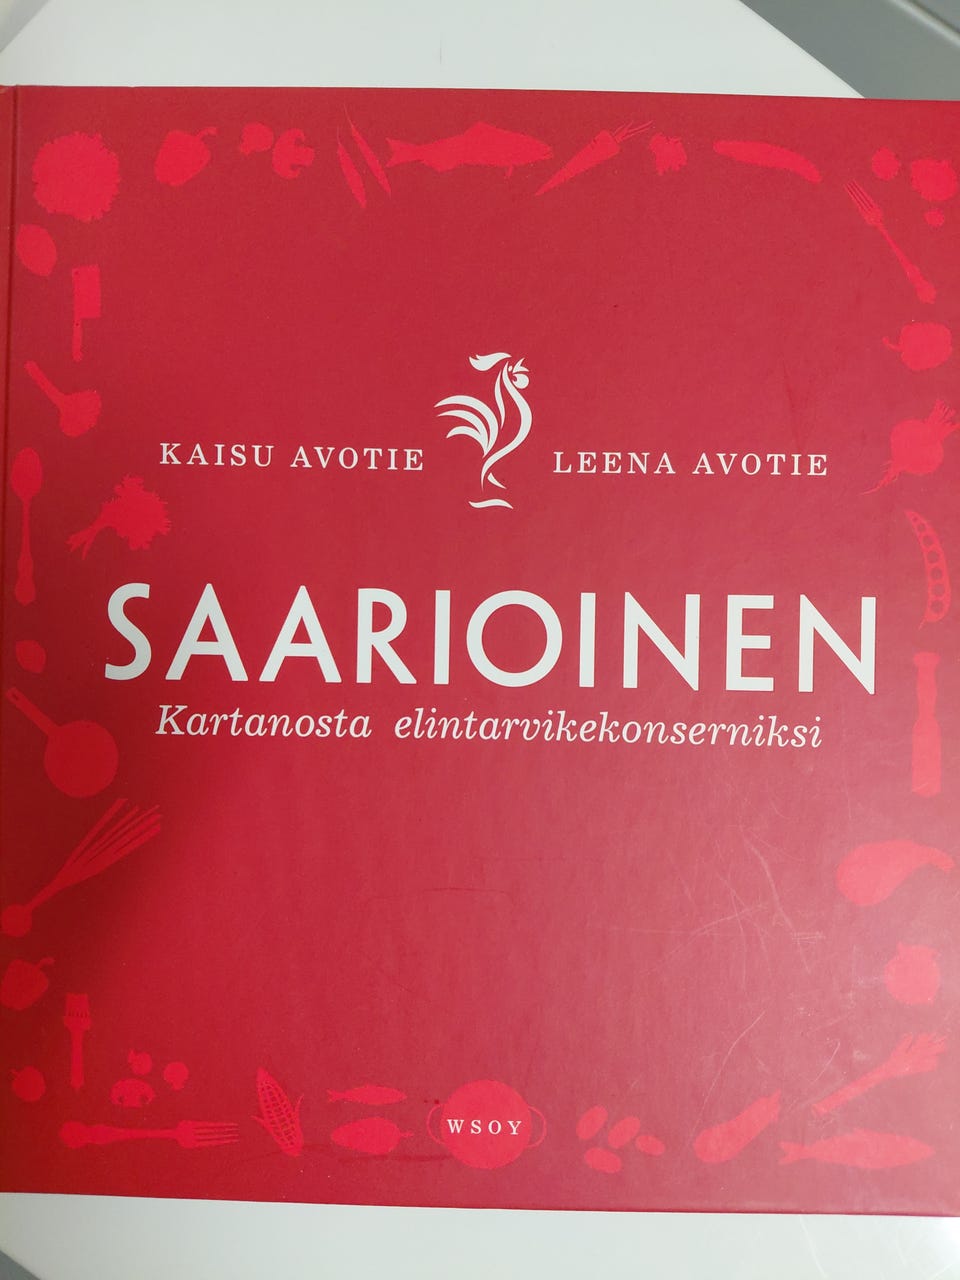 KAISU AVOTIE
LEENA AVOTIE
SAARIOINEN
Kartanosta elintarvikekonserniksi
WSOY